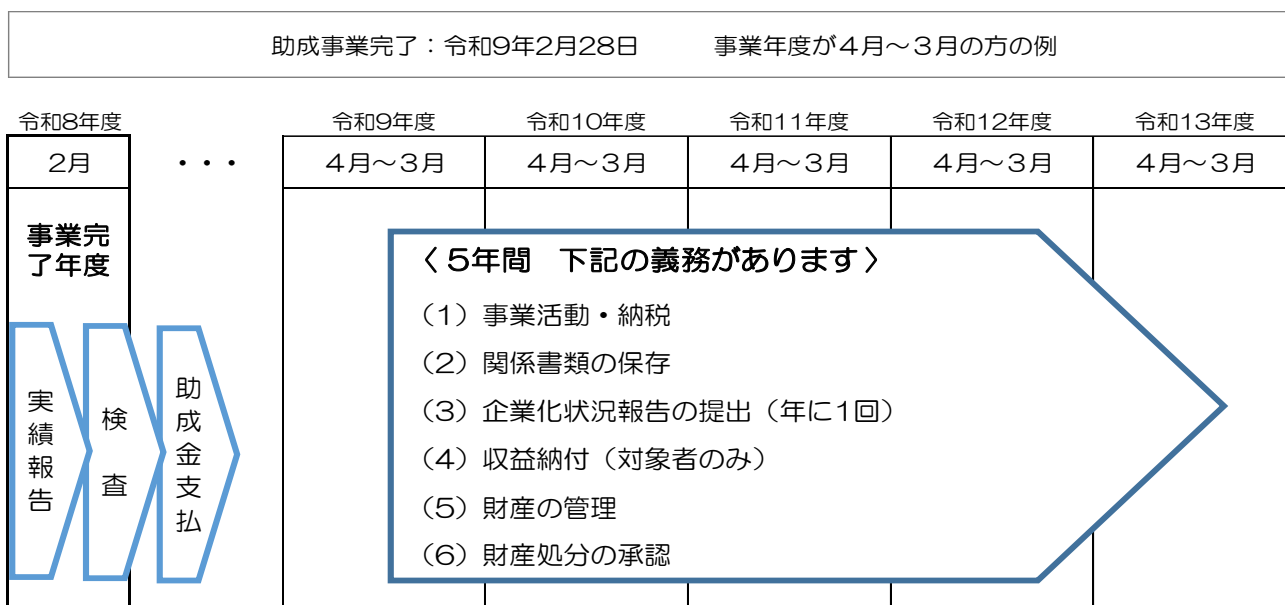 助成事業完了：令和9年2月28日　　事業年度が４月～３月の方の例
令和8年度　令和9年度　令和10年度　令和11年度　令和12年度　令和13年度
2月　・・・　４月～３月　４月～３月　４月～３月　４月～３月　４月～３月
事業完
了年度
〈５年間　下記の義務があります〉
（1）事業活動・納税
（2）関係書類の保存
（3）企業化状況報告の提出（年に1回）
（4）収益納付（対象者のみ）
（5）財産の管理
（6）財産処分の承認
実績報告
検査
助成金支払